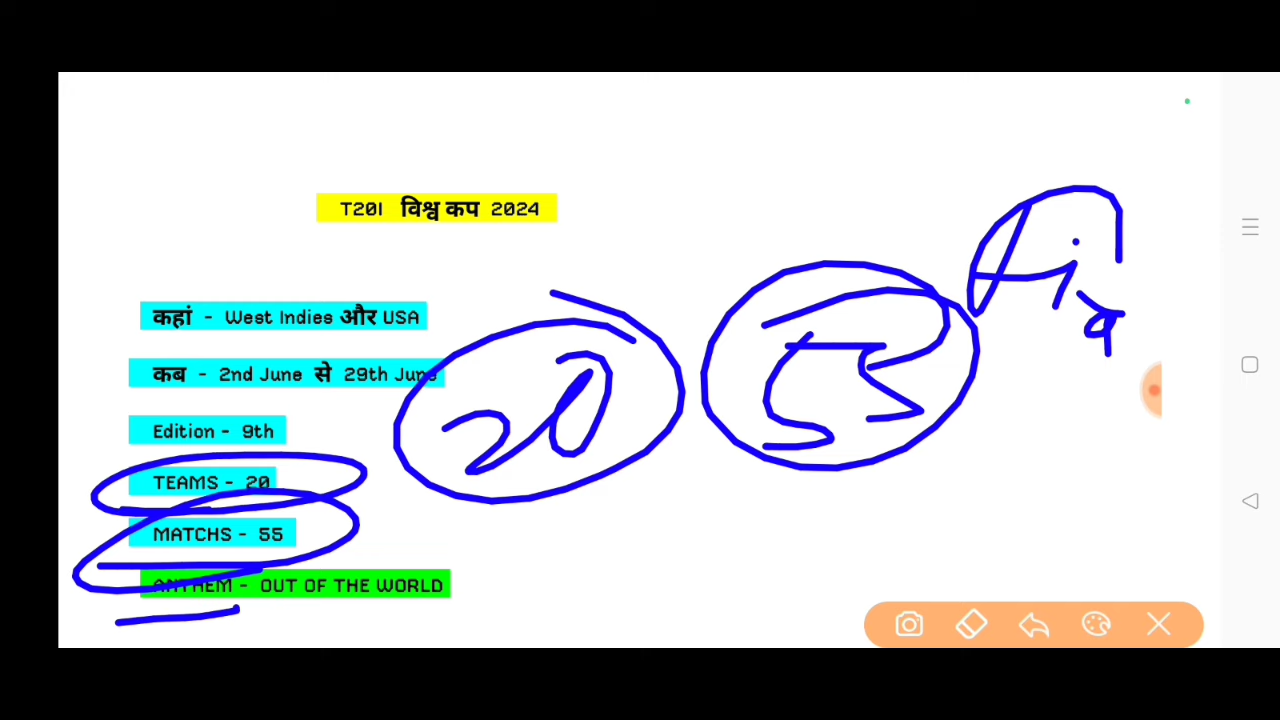 T20I विश्व कप 2024
कहां - West Indies और USA
कब - 2nd June से 29th June
Edition - 9th
TEAMS - 20
MATCHS - 55
ANTHEM - OUT OF THE WORLD
20
55